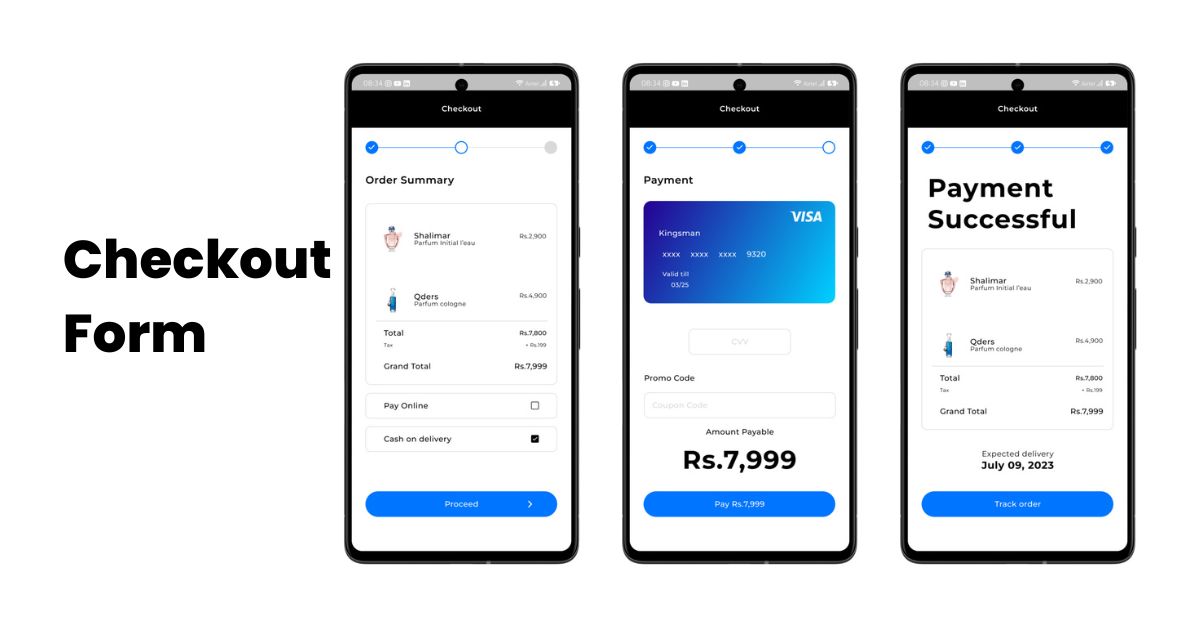 Checkout
Form
08:34
Airtel
Checkout
Order Summary
Shalimar
Parfum Initial l'eau
Rs.2,900
Qders
Parfum cologne
Rs.4,900
Total
Rs.7,800
Tax
+ Rs.199
Grand Total
Rs.7,999
Pay Online
Cash on delivery
Proceed
08:34
Airtel
Checkout
Payment
VISA
Kingsman
xxxx xxxx xxxx 9320
Valid till
03/25
CVV
Promo Code
Coupon Code
Amount Payable
Rs.7,999
Pay Rs.7,999
08:34
Airtel
Checkout
Payment
Successful
Shalimar
Parfum Initial l'eau
Rs.2,900
Qders
Parfum cologne
Rs.4,900
Total
Rs.7,800
Tax
+ Rs.199
Grand Total
Rs.7,999
Expected delivery
July 09, 2023
Track order